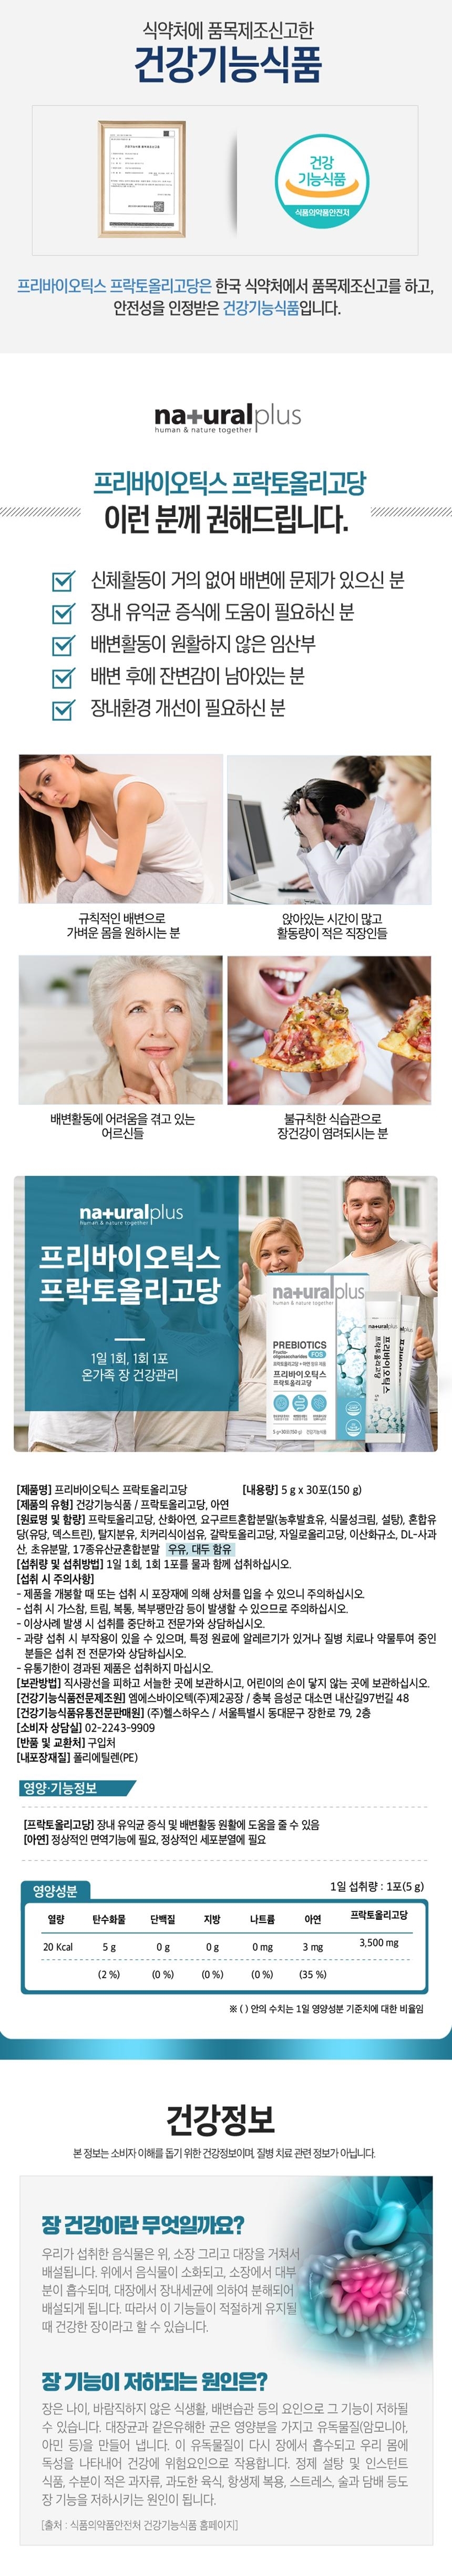 식약처에 품목제조신고한
건강기능식품
건강
기능식품
식품의약품안전처
프리바이오틱스 프락토올리고당은 한국 식약처에서 품목제조신고를 하고,
안전성을 인정받은 건강기능식품입니다.
na+uralplus
human & nature together
프리바이오틱스 프락토올리고당
이런 분께 권해드립니다.
신체활동이 거의 없어 배변에 문제가 있으신 분
장내 유익균 증식에 도움이 필요하신 분
배변활동이 원활하지 않은 임산부
배변 후에 잔변감이 남아있는 분
장내환경 개선이 필요하신 분
규칙적인 배변으로
가벼운 몸을 원하시는 분
앉아있는 시간이 많고
활동량이 적은 직장인들
배변활동에 어려움을 겪고 있는
어르신들
불규칙한 식습관으로
장건강이 염려되시는 분
na+uralplus
human & nature together
프리바이오틱스
프락토올리고당
1일 1회, 1회 1포
온가족 장 건강관리
na+uralplus
human & nature together
PREBIOTICS
Fructo-
oligosaccharides FOS
프리바이오틱스
프락토올리고당
[제품명] 프리바이오틱스 프락토올리고당 [내용량] 5 g x 30포(150 g)
[제품의 유형] 건강기능식품 / 프락토올리고당, 아연
[원료명 및 함량] 프락토올리고당, 산화아연, 요구르트혼합분말(농후발효유, 식물성크림, 설탕), 혼합유
당(유당, 덱스트린), 탈지분유, 치커리식이섬유, 갈락토올리고당, 자일로올리고당, 이산화규소, DL-사과
산, 초유분말, 17종유산균혼합분말 우유, 대두 함유
[섭취량 및 섭취방법] 1일 1회, 1회 1포를 물과 함께 섭취하십시오.
[섭취 시 주의사항]
- 제품을 개봉할 때 또는 섭취 시 포장재에 의해 상처를 입을 수 있으니 주의하십시오.
- 섭취 시 가스참, 트림, 복통, 복부팽만감 등이 발생할 수 있으므로 주의하십시오.
- 이상사례 발생 시 섭취를 중단하고 전문가와 상담하십시오.
- 과량 섭취 시 부작용이 있을 수 있으며, 특정 원료에 알레르기가 있거나 질병 치료나 약물투여 중인
분들은 섭취 전 전문가와 상담하십시오.
- 유통기한이 경과된 제품은 섭취하지 마십시오.
[보관방법] 직사광선을 피하고 서늘한 곳에 보관하시고, 어린이의 손이 닿지 않는 곳에 보관하십시오.
[건강기능식품전문제조원] 엠에스바이오텍(주)제2공장 / 충북 음성군 대소면 내산길97번길 48
[건강기능식품유통전문판매원] (주)헬스하우스 / 서울특별시 동대문구 장한로 79, 2층
[소비자 상담실] 02-2243-9909
[반품 및 교환처] 구입처
[내포장재질] 폴리에틸렌(PE)
영양·기능정보
[프락토올리고당] 장내 유익균 증식 및 배변활동 원활에 도움을 줄 수 있음
[아연] 정상적인 면역기능에 필요, 정상적인 세포분열에 필요
영양성분
1일 섭취량 : 1포(5 g)
열량 탄수화물 단백질 지방 나트륨 아연 프락토올리고당
20 Kcal 5 g 0 g 0 g 0 mg 3 mg 3,500 mg
(2 %) (0 %) (0 %) (0 %) (35 %)
※ ( ) 안의 수치는 1일 영양성분 기준치에 대한 비율임
건강정보
본 정보는 소비자 이해를 돕기 위한 건강정보이며, 질병 치료 관련 정보가 아닙니다.
장 건강이란 무엇일까요?
우리가 섭취한 음식물은 위, 소장 그리고 대장을 거쳐서
배설됩니다. 위에서 음식물이 소화되고, 소장에서 대부
분이 흡수되며, 대장에서 장내세균에 의하여 분해되어
배설되게 됩니다. 따라서 이 기능들이 적절하게 유지될
때 건강한 장이라고 할 수 있습니다.
장 기능이 저하되는 원인은?
장은 나이, 바람직하지 않은 식생활, 배변습관 등의 요인으로 그 기능이 저하될
수 있습니다. 대장균과 같은유해한 균은 영양분을 가지고 유독물질(암모니아,
아민 등)을 만들어 냅니다. 이 유독물질이 다시 장에서 흡수되고 우리 몸에
독성을 나타내어 건강에 위험요인으로 작용합니다. 정제 설탕 및 인스턴트
식품, 수분이 적은 과자류, 과도한 육식, 항생제 복용, 스트레스, 술과 담배 등도
장 기능을 저하시키는 원인이 됩니다.
[출처 : 식품의약품안전처 건강기능식품 홈페이지]